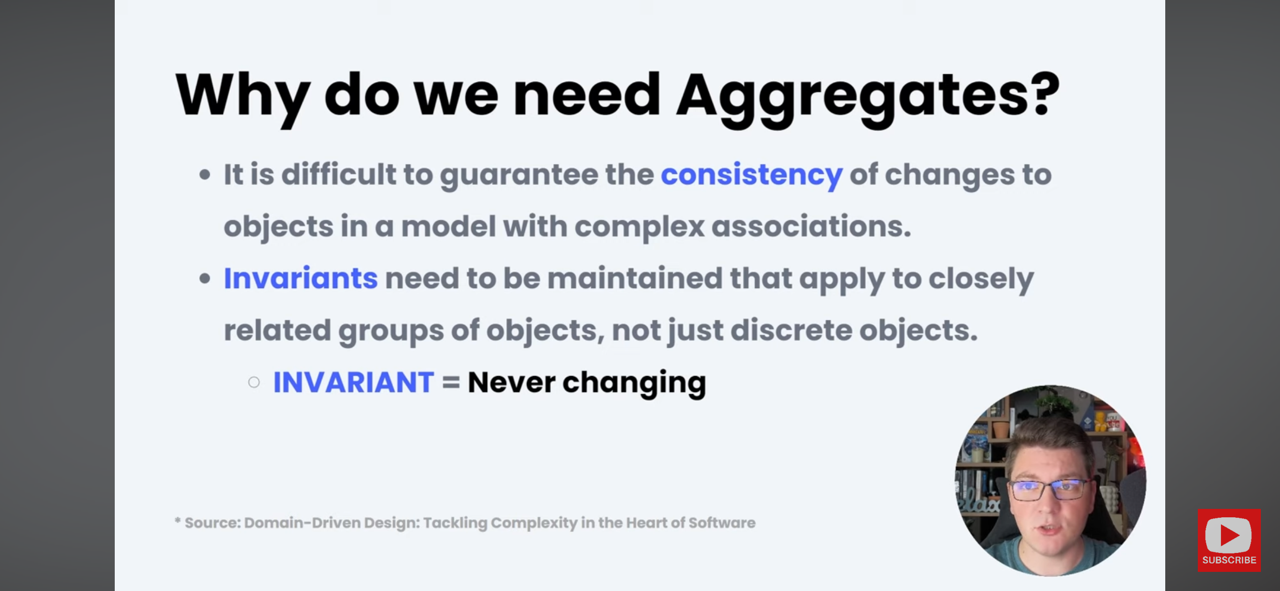 Why do we need Aggregates?
• It is difficult to guarantee the consistency of changes to
objects in a model with complex associations.
• Invariants need to be maintained that apply to closely
related groups of objects, not just discrete objects.
○ INVARIANT = Never changing
* Source: Domain-Driven Design: Tackling Complexity in the Heart of Software
SUBSCRIBE